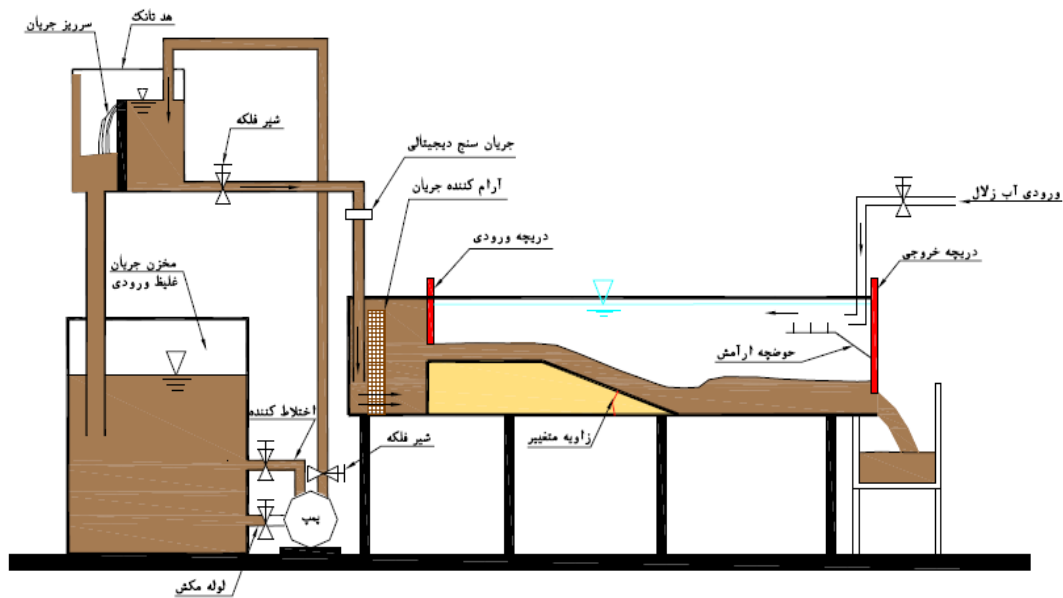 هد تانک
سرریز جریان
شیر فلکه
جریان سنج دیجیتالی
آرام کننده جریان
ورودی آب زلال
دریچه ورودی
دریچه خروجی
مخزن جریان
غلیظ ورودی
حوضچه ارآمش
اختلاط کننده
زاویه متغییر
شیر فلکه
پمپ
لوله مکش